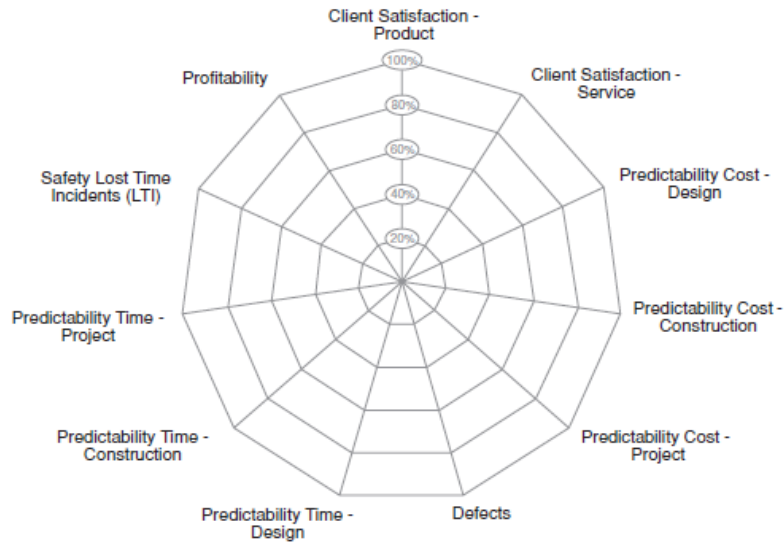 Client Satisfaction -
Product
100%
Profitability
Client Satisfaction -
Service
80%
60%
Safety Lost Time
Incidents (LTI)
Predictability Cost -
Design
40%
20%
Predictability Time -
Project
Predictability Cost -
Construction
Predictability Time -
Construction
Predictability Cost -
Project
Predictability Time -
Design
Defects